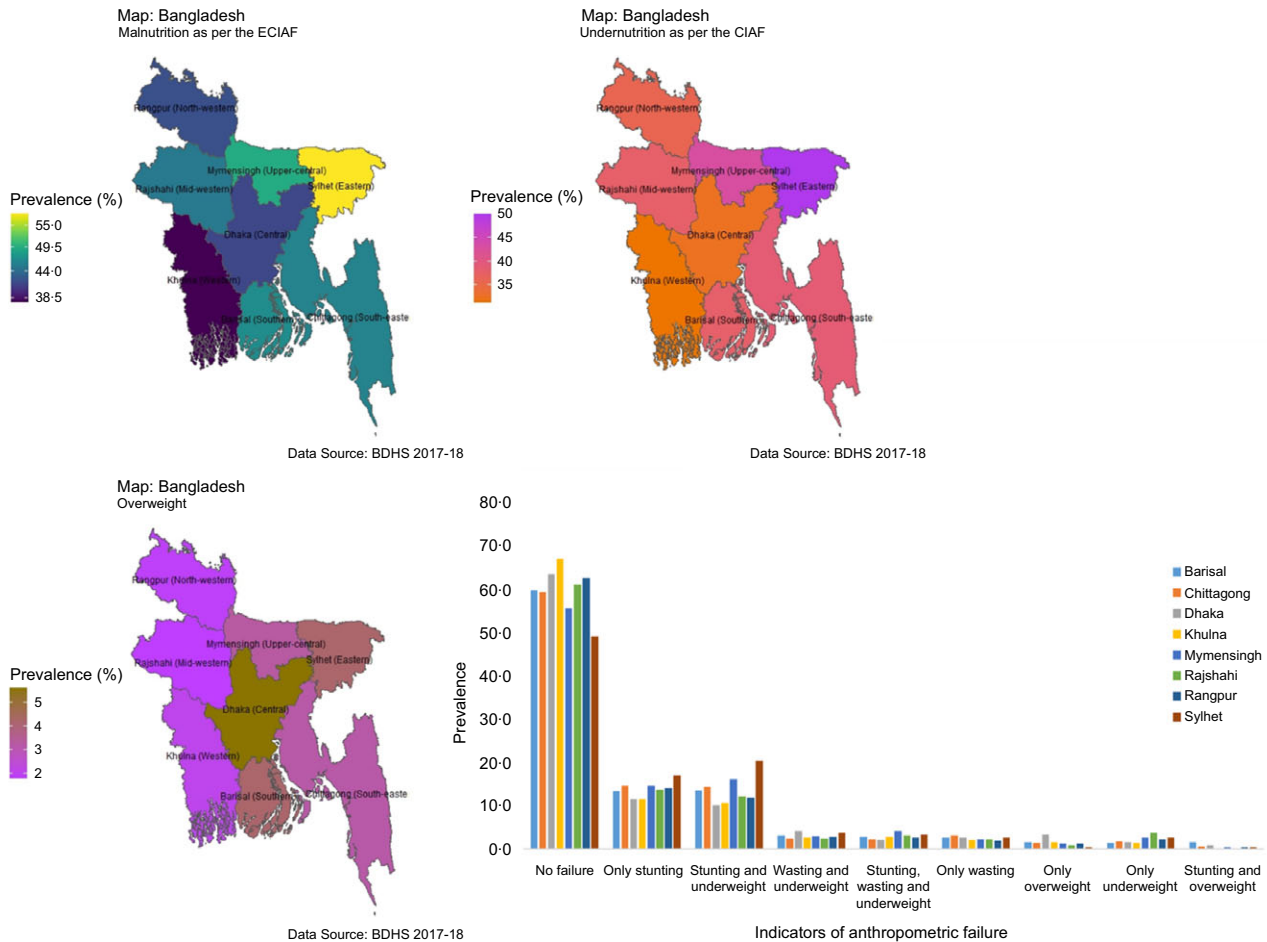 Map: Bangladesh
Malnutrition as per the ECIAF
Rangpur (North-western)
Mymensingh (Upper-central)
Rajshahi (Mid-western)
Sylhet (Eastern)
Dhaka (Central)
Khulna (Western)
Barisal (Southern)
Chittagong (South-easte
Prevalence (%)
55·0
49·5
44·0
38·5
Data Source: BDHS 2017-18
Map: Bangladesh
Undernutrition as per the CIAF
Rangpur (North-western)
Mymensingh (Upper-central)
Rajshahi (Mid-western)
Sylhet (Eastern)
Dhaka (Central)
Khulna (Western)
Barisal (Southern)
Chittagong (South-easte
Prevalence (%)
50
45
40
35
Data Source: BDHS 2017-18
Map: Bangladesh
Overweight
Rangpur (North-western)
Mymensingh (Upper-central)
Rajshahi (Mid-western)
Sylhet (Eastern)
Dhaka (Central)
Khulna (Western)
Barisal (Southern)
Chittagong (South-easte
Prevalence (%)
5
4
3
2
Data Source: BDHS 2017-18
80·0
70·0
60·0
50·0
40·0
30·0
20·0
10·0
0·0
Prevalence
No failure
Only stunting
Stunting and
underweight
Wasting and
underweight
Stunting,
wasting and
underweight
Only wasting
Only
overweight
Only
underweight
Stunting and
overweight
Indicators of anthropometric failure
Barisal
Chittagong
Dhaka
Khulna
Mymensingh
Rajshahi
Rangpur
Sylhet